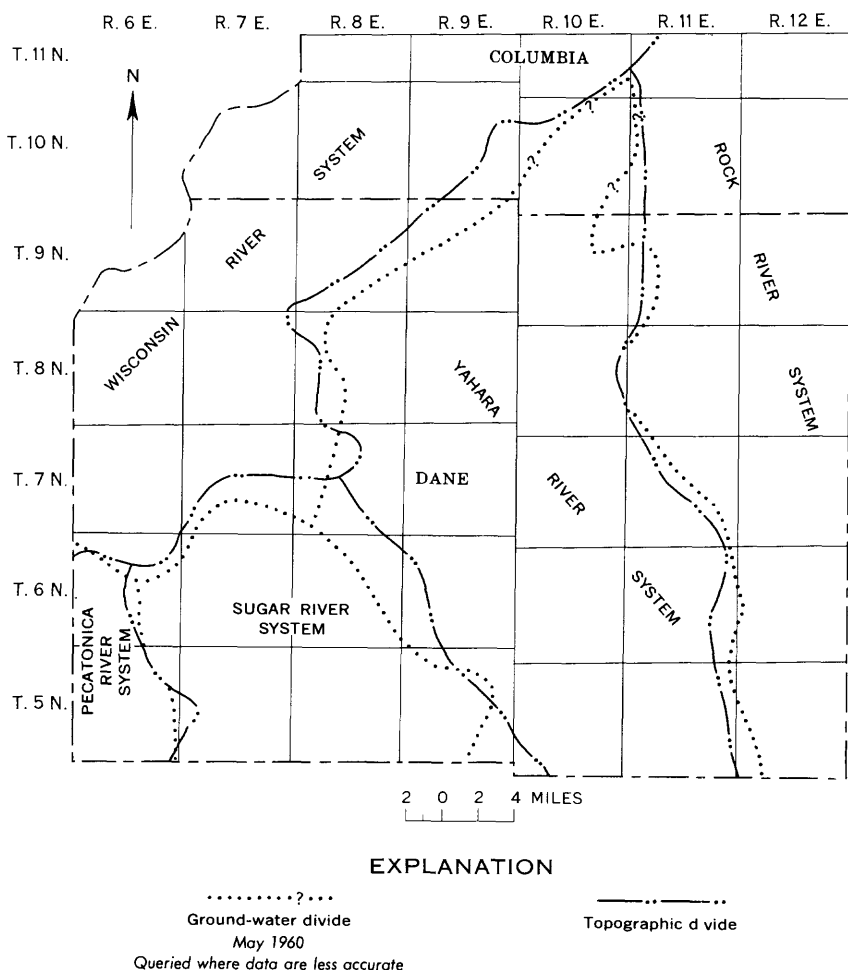 R. 6 E. R. 7 E. R. 8 E. R. 9 E. R. 10 E. R. 11 E. R. 12 E.
T. 11 N.
COLUMBIA
N
T. 10 N.
SYSTEM
ROCK
T. 9 N.
RIVER
RIVER
T. 8 N.
WISCONSIN
YAHARA
SYSTEM
T. 7 N.
DANE
RIVER
T. 6 N.
SUGAR RIVER
SYSTEM
SYSTEM
PECATONICA
RIVER
SYSTEM
T. 5 N.
? ? ? ?
2 0 2 4 MILES
EXPLANATION
?
Ground-water divide
May 1960
Queried where data are less accurate
Topographic d vide